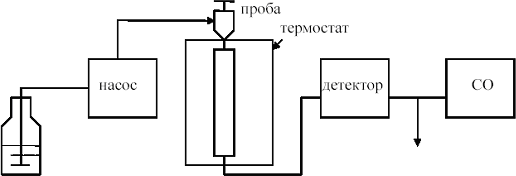 проба
термостат
насос
детектор
СО